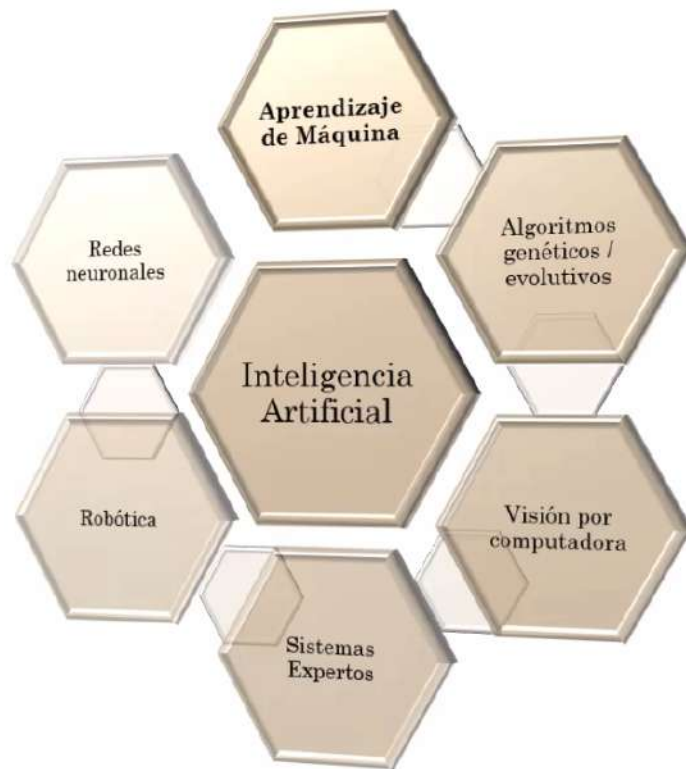 Aprendizaje
de Máquina
Algoritmos
genéticos /
evolutivos
Redes
neuronales
Inteligencia
Artificial
Robótica
Visión por
computadora
Sistemas
Expertos